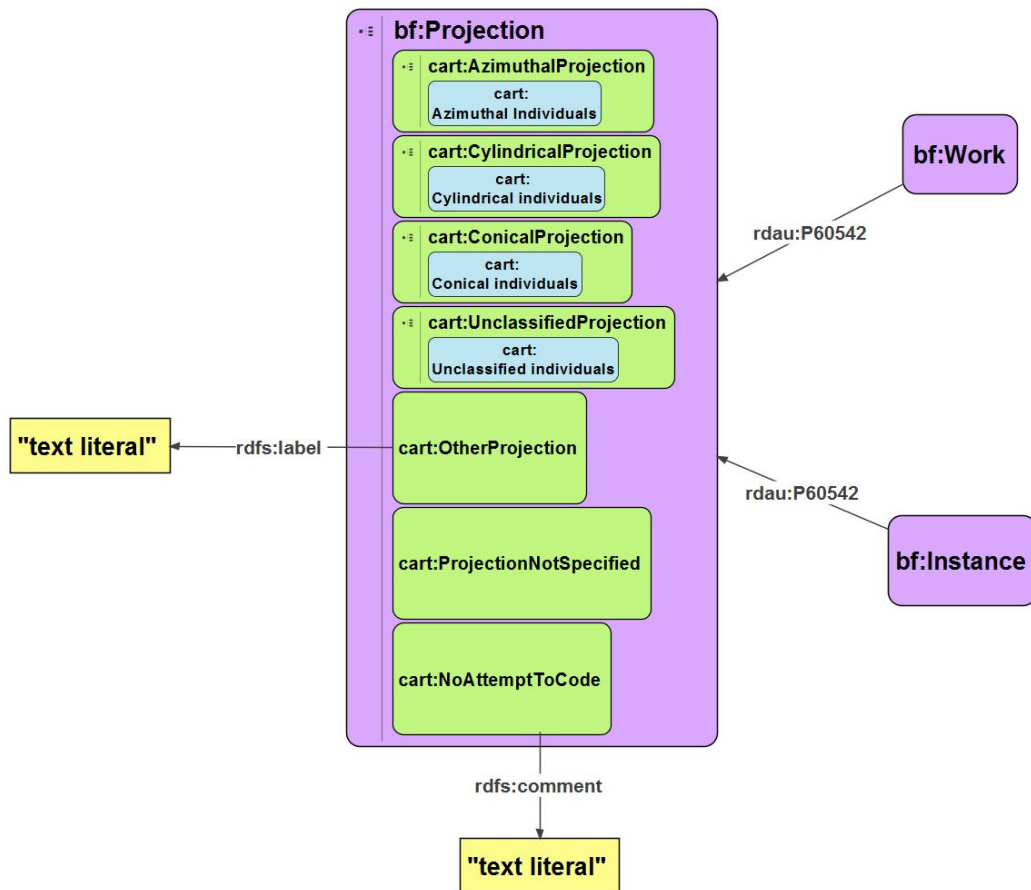 bf:Projection
cart:AzimuthalProjection
cart:
Azimuthal Individuals
cart:CylindricalProjection
cart:
Cylindrical individuals
cart:ConicalProjection
cart:
Conical individuals
cart:UnclassifiedProjection
cart:
Unclassified individuals
cart:OtherProjection
cart:ProjectionNotSpecified
cart:NoAttemptToCode
bf:Work
rdau:P60542
rdau:P60542
bf:Instance
rdfs:label
"text literal"
rdfs:comment
"text literal"